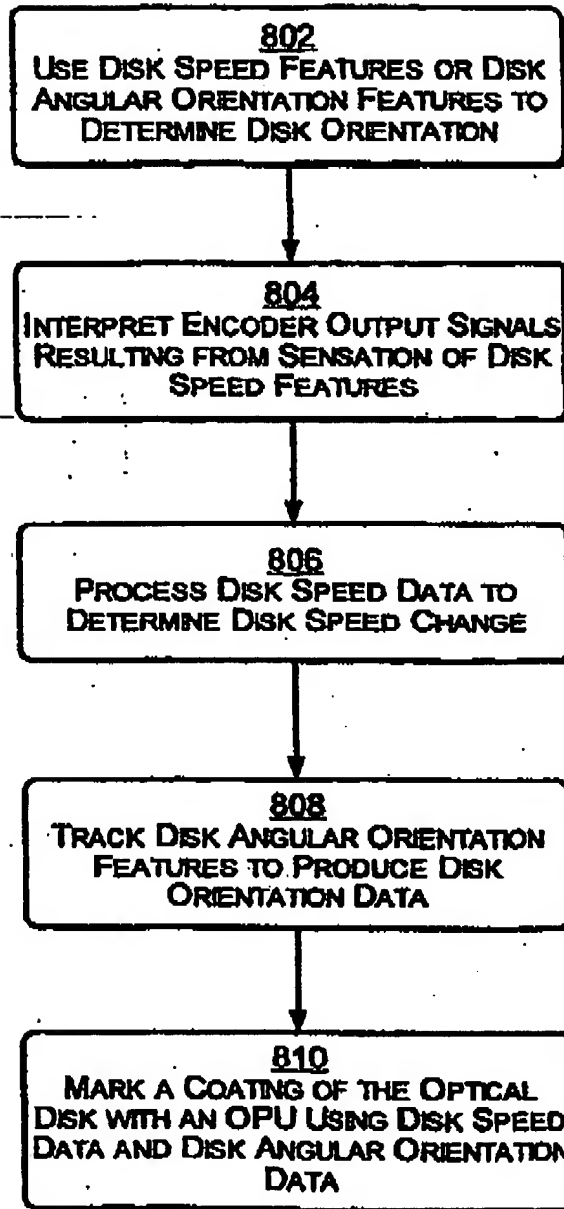 802
USE DISK SPEED FEATURES OR DISK
ANGULAR ORIENTATION FEATURES TO
DETERMINE DISK ORIENTATION
804
INTERPRET ENCODER OUTPUT SIGNALS
RESULTING FROM SENSATION OF DISK
SPEED FEATURES
806
PROCESS DISK SPEED DATA TO
DETERMINE DISK SPEED CHANGE
808
TRACK DISK ANGULAR ORIENTATION
FEATURES TO PRODUCE DISK
ORIENTATION DATA
810
MARK A COATING OF THE OPTICAL
DISK WITH AN OPU USING DISK SPEED
DATA AND DISK ANGULAR ORIENTATION
DATA